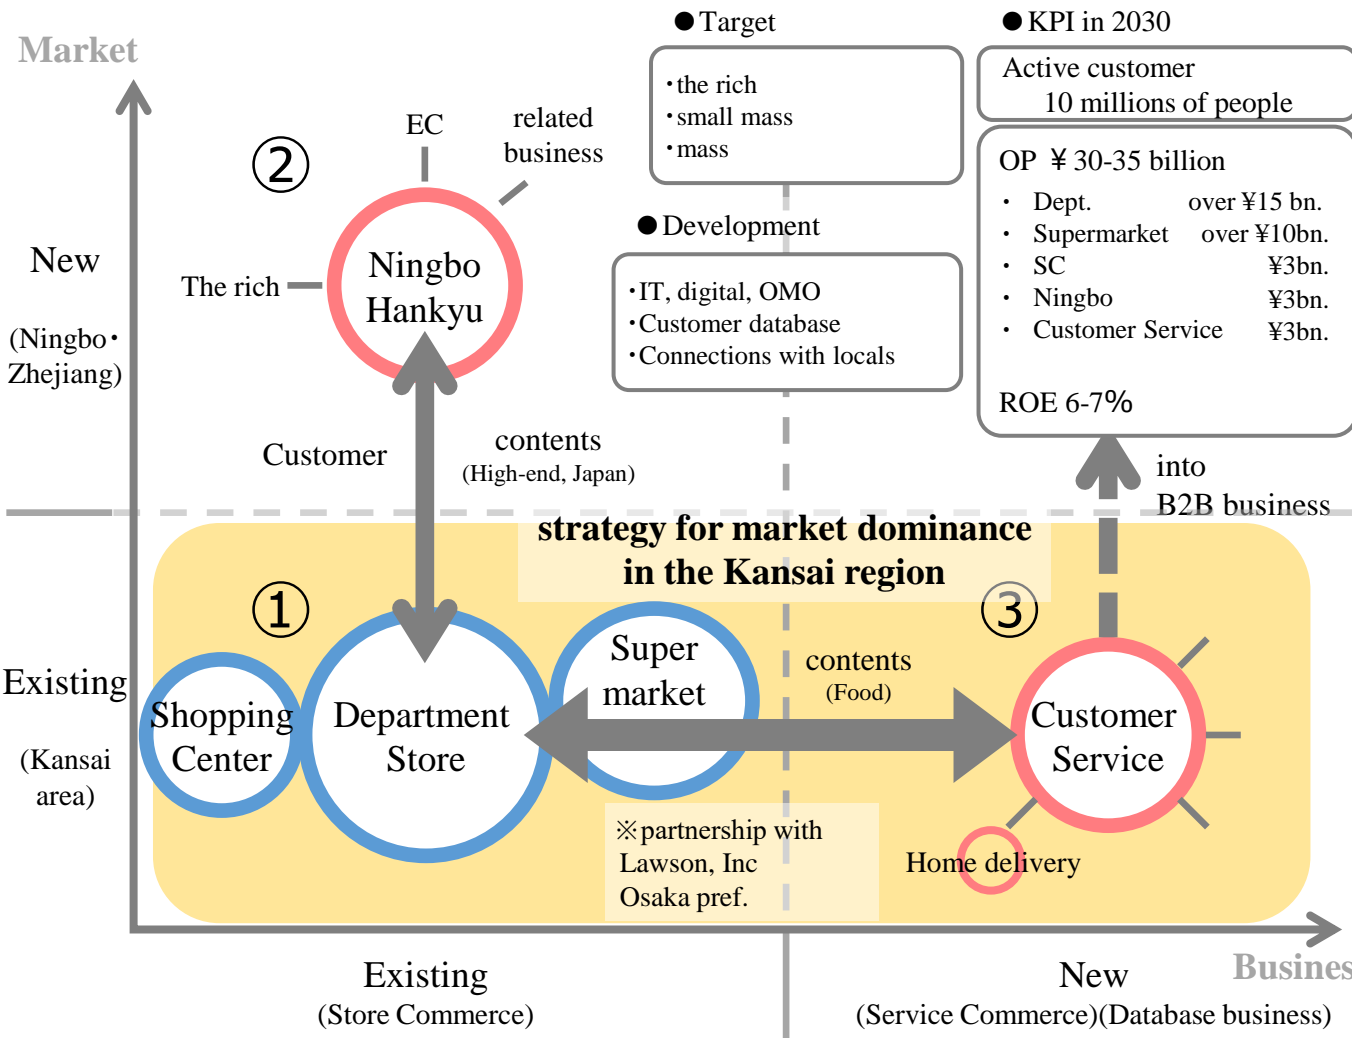 Market
● Target
・the rich
・small mass
・mass
● KPI in 2030
Active customer
10 millions of people
OP ¥ 30-35 billion
・ Dept. over ¥15 bn.
・ Supermarket over ¥10bn.
・ SC ¥3bn.
・ Ningbo ¥3bn.
・ Customer Service ¥3bn.
ROE 6-7%
● Development
・IT, digital, OMO
・Customer database
・Connections with locals
②
EC
related
business
The rich
Ningbo
Hankyu
New
(Ningbo・
Zhejiang)
Customer
contents
(High-end, Japan)
into
B2B business
strategy for market dominance
in the Kansai region
①
③
Existing
(Kansai
area)
Shopping
Center
Department
Store
Super
market
contents
(Food)
Customer
Service
※partnership with
Lawson, Inc
Osaka pref.
Home delivery
Existing
(Store Commerce)
New
(Service Commerce)(Database business)
Busines